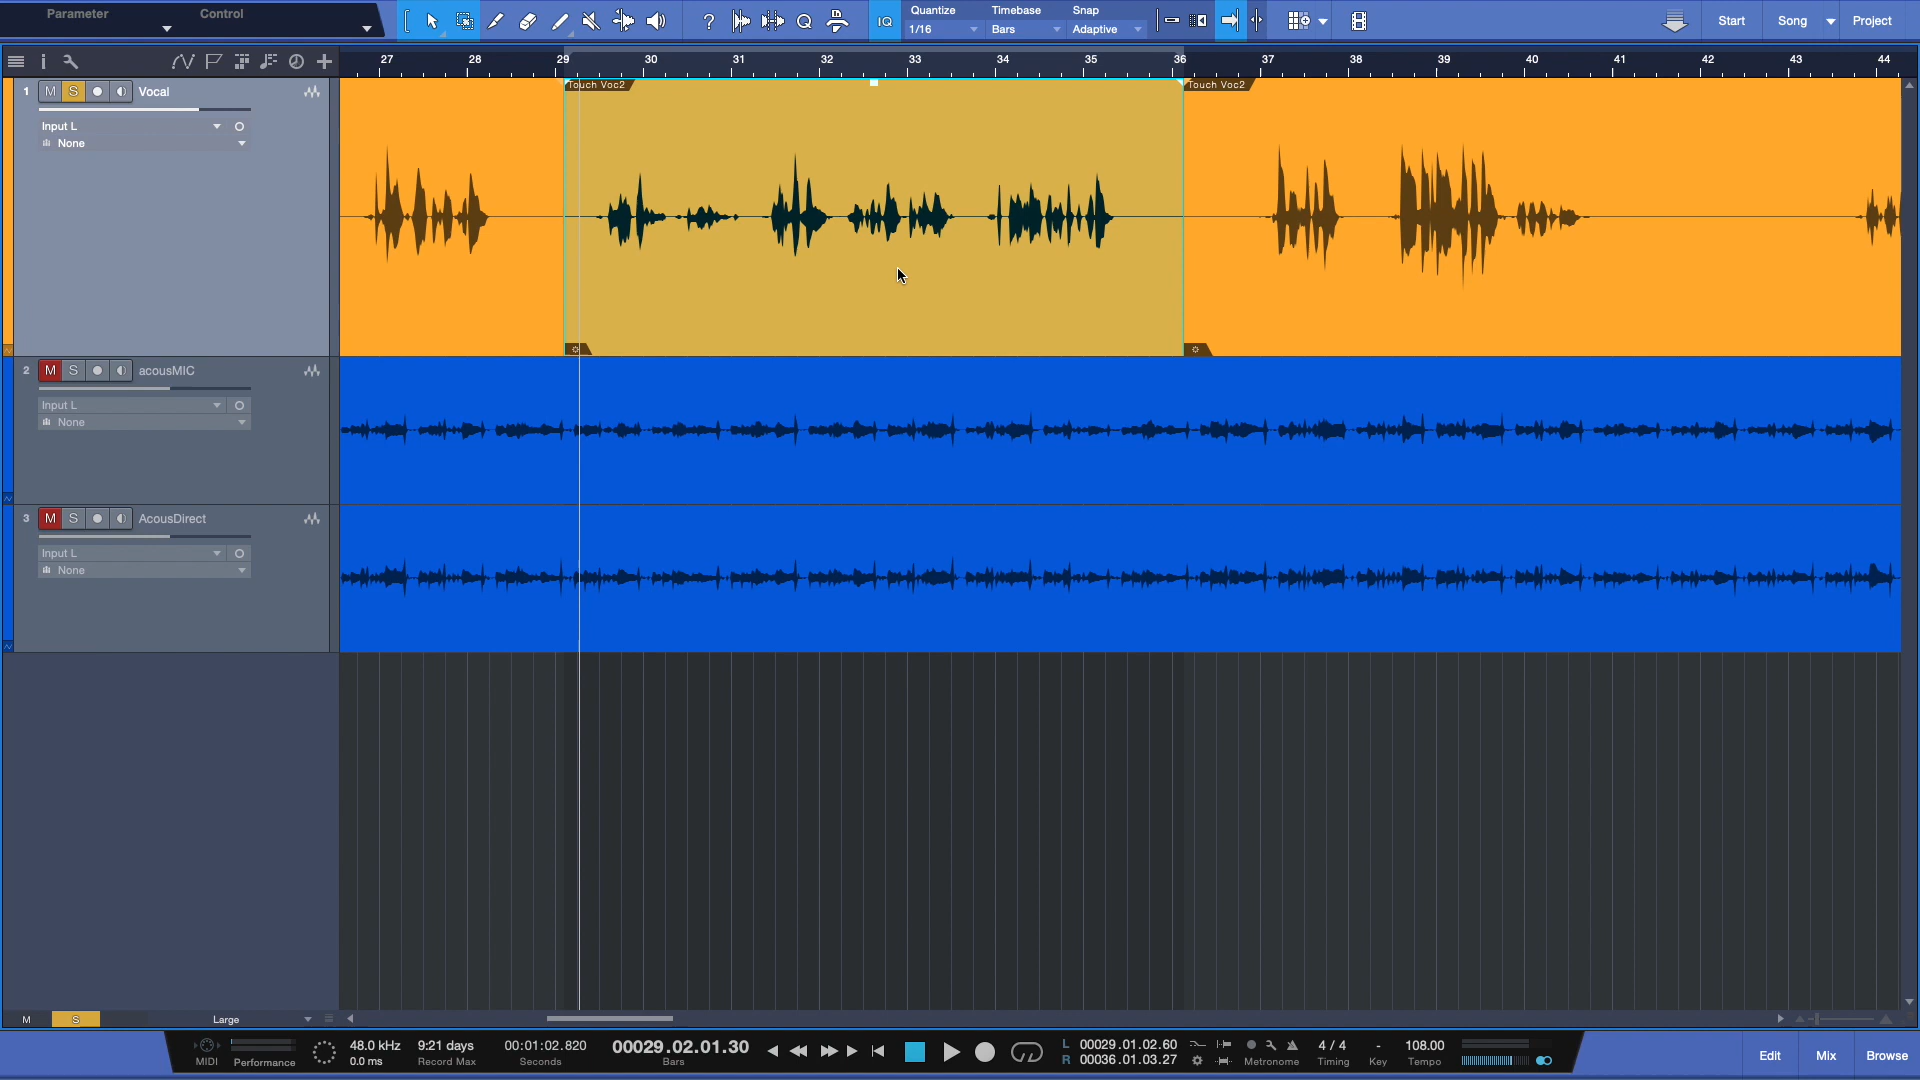 Parameter Control
IQ Quantize Timebase Snap
1/16 Bars Adaptive
Start Song Project
27 28 29 30 31 32 33 34 35 36 37 38 39 40 41 42 43 44
1 M S Vocal
Input L
None
Touch Voc2 Touch Voc2
2 M S acousMIC
Input L
None
3 M S AcousDirect
Input L
None
M S Large
MIDI Performance
48.0 kHz
0.0 ms
9:21 days
Record Max
00:01:02.820
Seconds
00029.02.01.30
Bars
L 00029.01.02.60
R 00036.01.03.27
Metronome
4 / 4
Timing
-
Key
108.00
Tempo
Edit Mix Browse